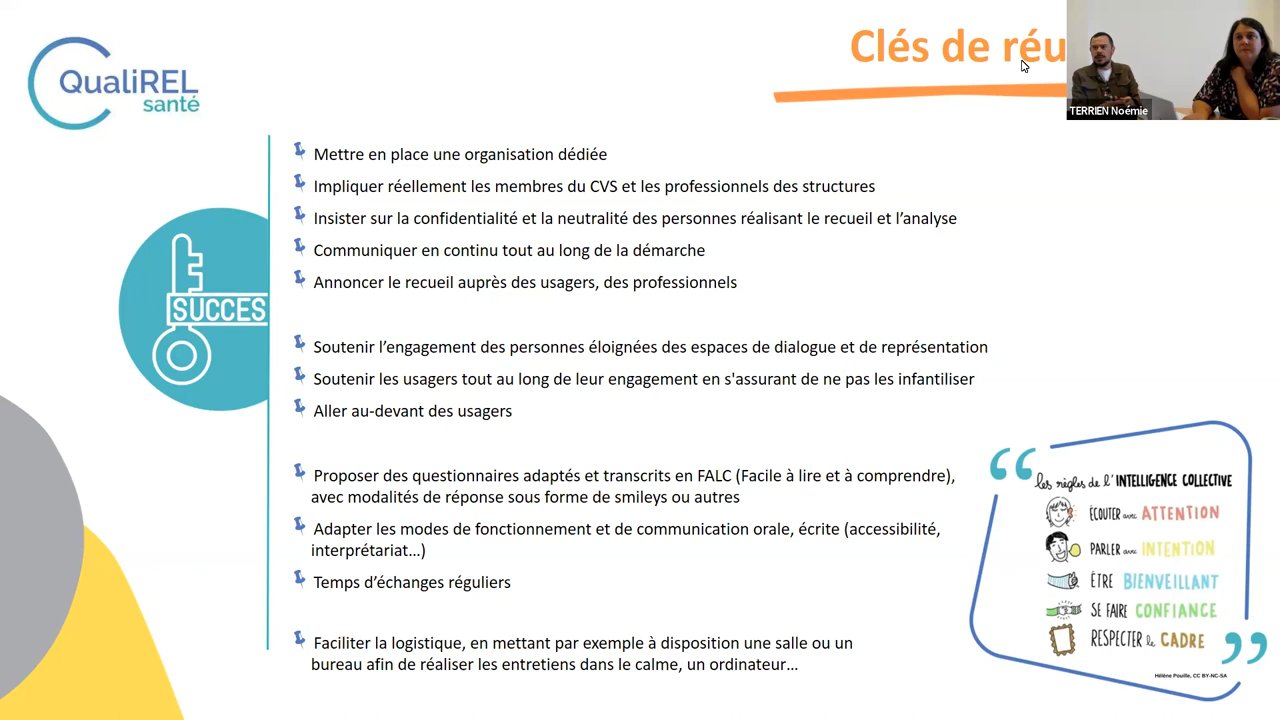 QualiREL
santé
Clés de réu
TERRIEN Noémie
Mettre en place une organisation dédiée
Impliquer réellement les membres du CVS et les professionnels des structures
Insister sur la confidentialité et la neutralité des personnes réalisant le recueil et l’analyse
Communiquer en continu tout au long de la démarche
Annoncer le recueil auprès des usagers, des professionnels
SUCCES
Soutenir l’engagement des personnes éloignées des espaces de dialogue et de représentation
Soutenir les usagers tout au long de leur engagement en s'assurant de ne pas les infantiliser
Aller au-devant des usagers
Proposer des questionnaires adaptés et transcrits en FALC (Facile à lire et à comprendre),
avec modalités de réponse sous forme de smileys ou autres
Adapter les modes de fonctionnement et de communication orale, écrite (accessibilité,
interprétariat…)
Temps d’échanges réguliers
Faciliter la logistique, en mettant par exemple à disposition une salle ou un
bureau afin de réaliser les entretiens dans le calme, un ordinateur…
les règles de l'INTELLIGENCE COLLECTIVE
ÉCOUTER avec ATTENTION
PARLER avec INTENTION
ÊTRE BIENVEILLANT
SE FAIRE CONFIANCE
RESPECTER le CADRE
Hélène Pouille, CC BY-NC-SA